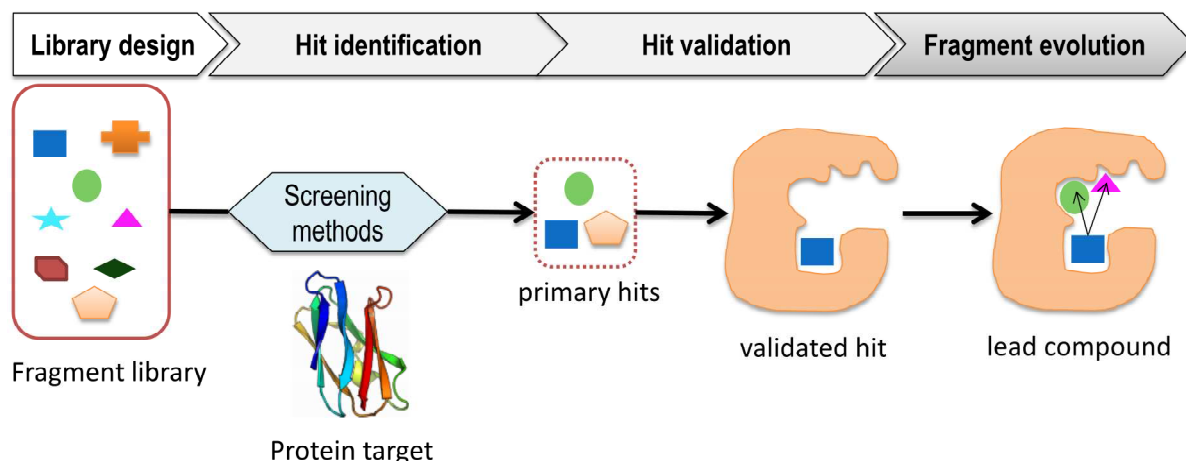 Library design
Hit identification
Hit validation
Fragment evolution
Screening
methods
primary hits
validated hit
lead compound
Fragment library
Protein target